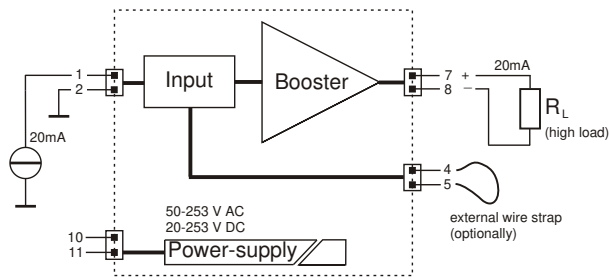 1
2
20mA
Input
Booster
7 +
8 –
20mA
RL
(high load)
4
5
external wire strap
(optionally)
50-253 V AC
20-253 V DC
10
11
Power-supply